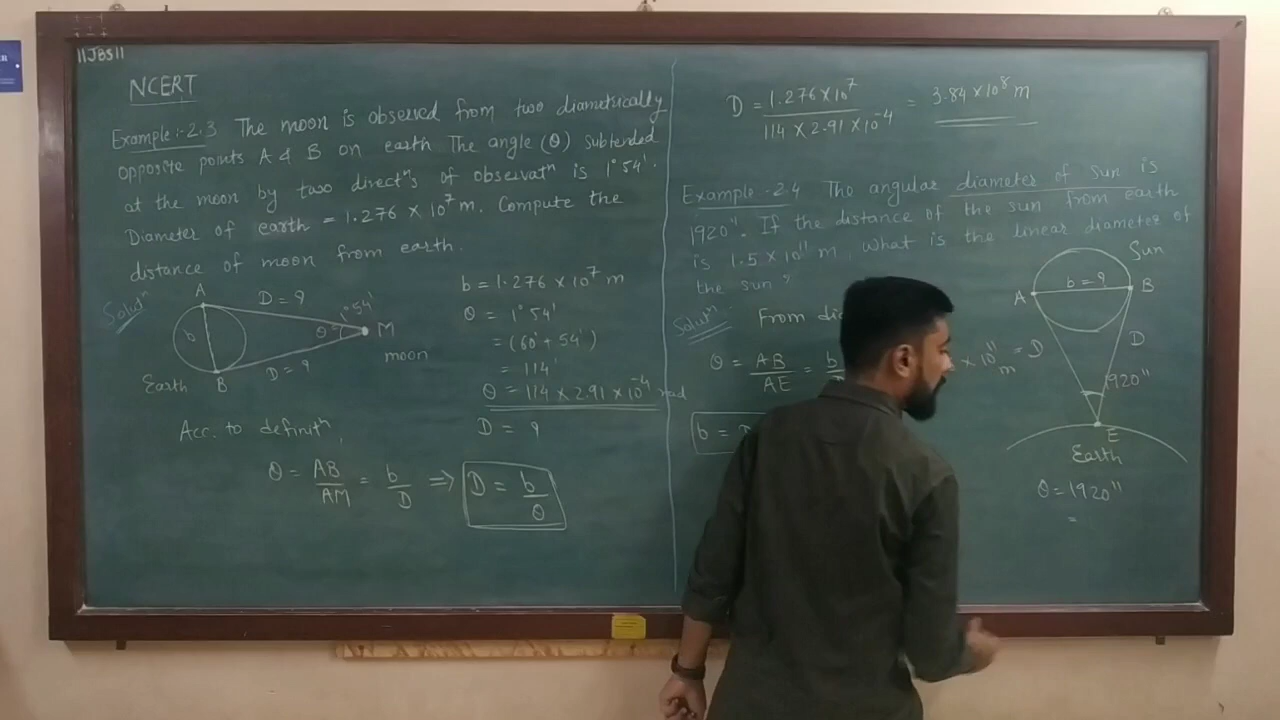 ||JBS||
NCERT
Example:-2.3 The moon is observed from two diametrically
opposite points A & B on earth The angle (θ) subtended
at the moon by two directⁿs of observatⁿ is 1°54'.
Diameter of earth = 1.276 × 10⁷ m. Compute the
distance of moon from earth.
Solutⁿ
A
D = ?
1°54'
b
θ
M
moon
Earth
B
D = ?
b = 1.276 × 10⁷ m
θ = 1°54'
= (60' + 54')
= 114'
θ = 114 × 2.91 × 10⁻⁴ rad
D = ?
Acc. to definitⁿ,
θ = AB/AM = b/D ⇒ D = b/θ
D = 1.276 × 10⁷ / 114 × 2.91 × 10⁻⁴ = 3.84 × 10⁸ m
Example:-2.4 The angular diameter of Sun is
1920". If the distance of the sun from earth
is 1.5 × 10¹¹ m, what is the linear diameter of
the sun ?
Solutⁿ:- From
θ = AB/AE = b
× 10¹¹ m = D
b =
Sun
A
b = ?
B
D
1920"
E
Earth
θ = 1920"
=